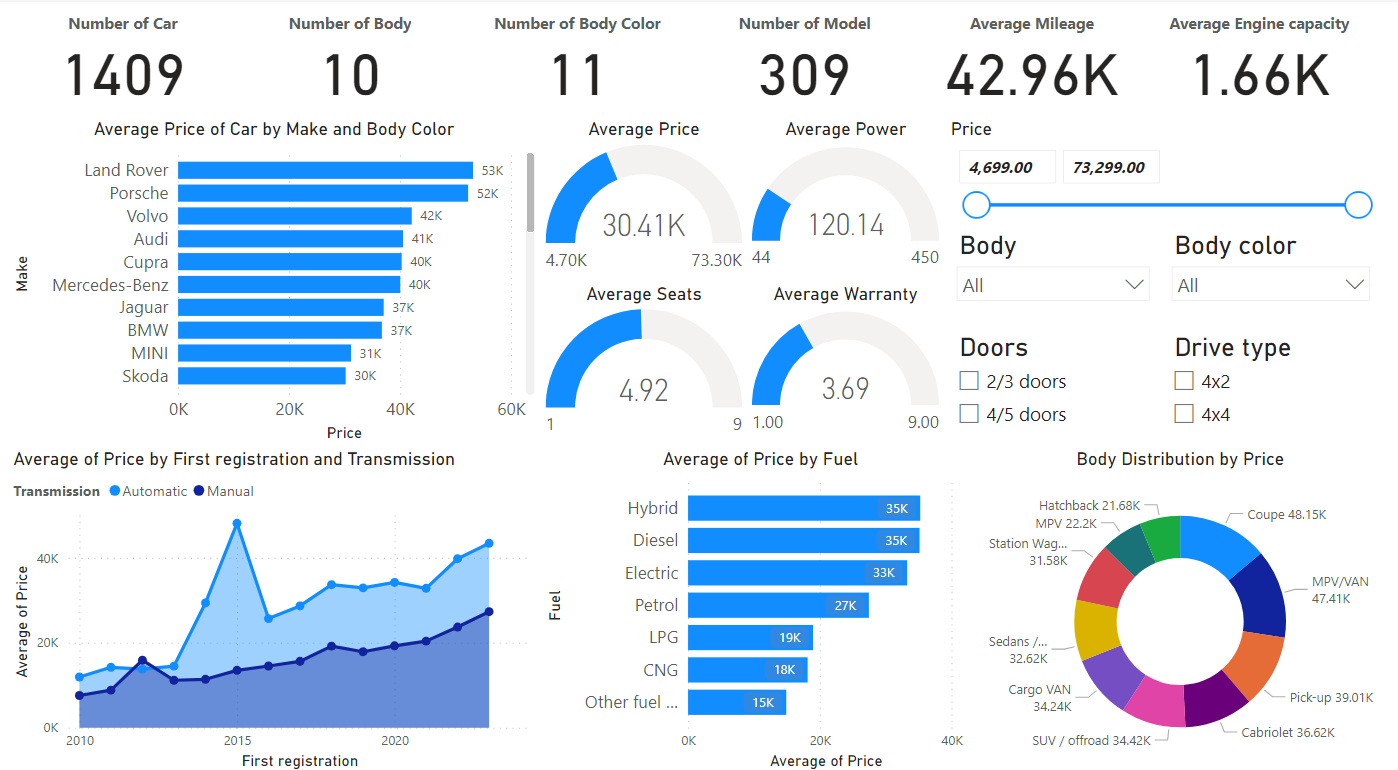 Number of Car
Number of Body
Number of Body Color
Number of Model
Average Mileage
Average Engine capacity
1409
10
11
309
42.96K
1.66K
Average Price of Car by Make and Body Color
Make
Land Rover 53K
Porsche 52K
Volvo 42K
Audi 41K
Cupra 40K
Mercedes-Benz 40K
Jaguar 37K
BMW 37K
MINI 31K
Skoda 30K
0K 20K 40K 60K
Price
Average Price
30.41K
4.70K 73.30K
Average Power
120.14
44 450
Average Seats
4.92
1 9
Average Warranty
3.69
1.00 9.00
Price
4,699.00 73,299.00
Body
All
Body color
All
Doors
2/3 doors
4/5 doors
Drive type
4x2
4x4
Average of Price by First registration and Transmission
Transmission Automatic Manual
Average of Price
40K
20K
0K
2010 2015 2020
First registration
Average of Price by Fuel
Fuel
Hybrid 35K
Diesel 35K
Electric 33K
Petrol 27K
LPG 19K
CNG 18K
Other fuel ... 15K
0K 20K 40K
Average of Price
Body Distribution by Price
Coupe 48.15K
MPV/VAN
47.41K
Pick-up 39.01K
Cabriolet 36.62K
SUV / offroad 34.42K
Cargo VAN
34.24K
Sedans /...
32.62K
Station Wag...
31.58K
MPV 22.2K
Hatchback 21.68K